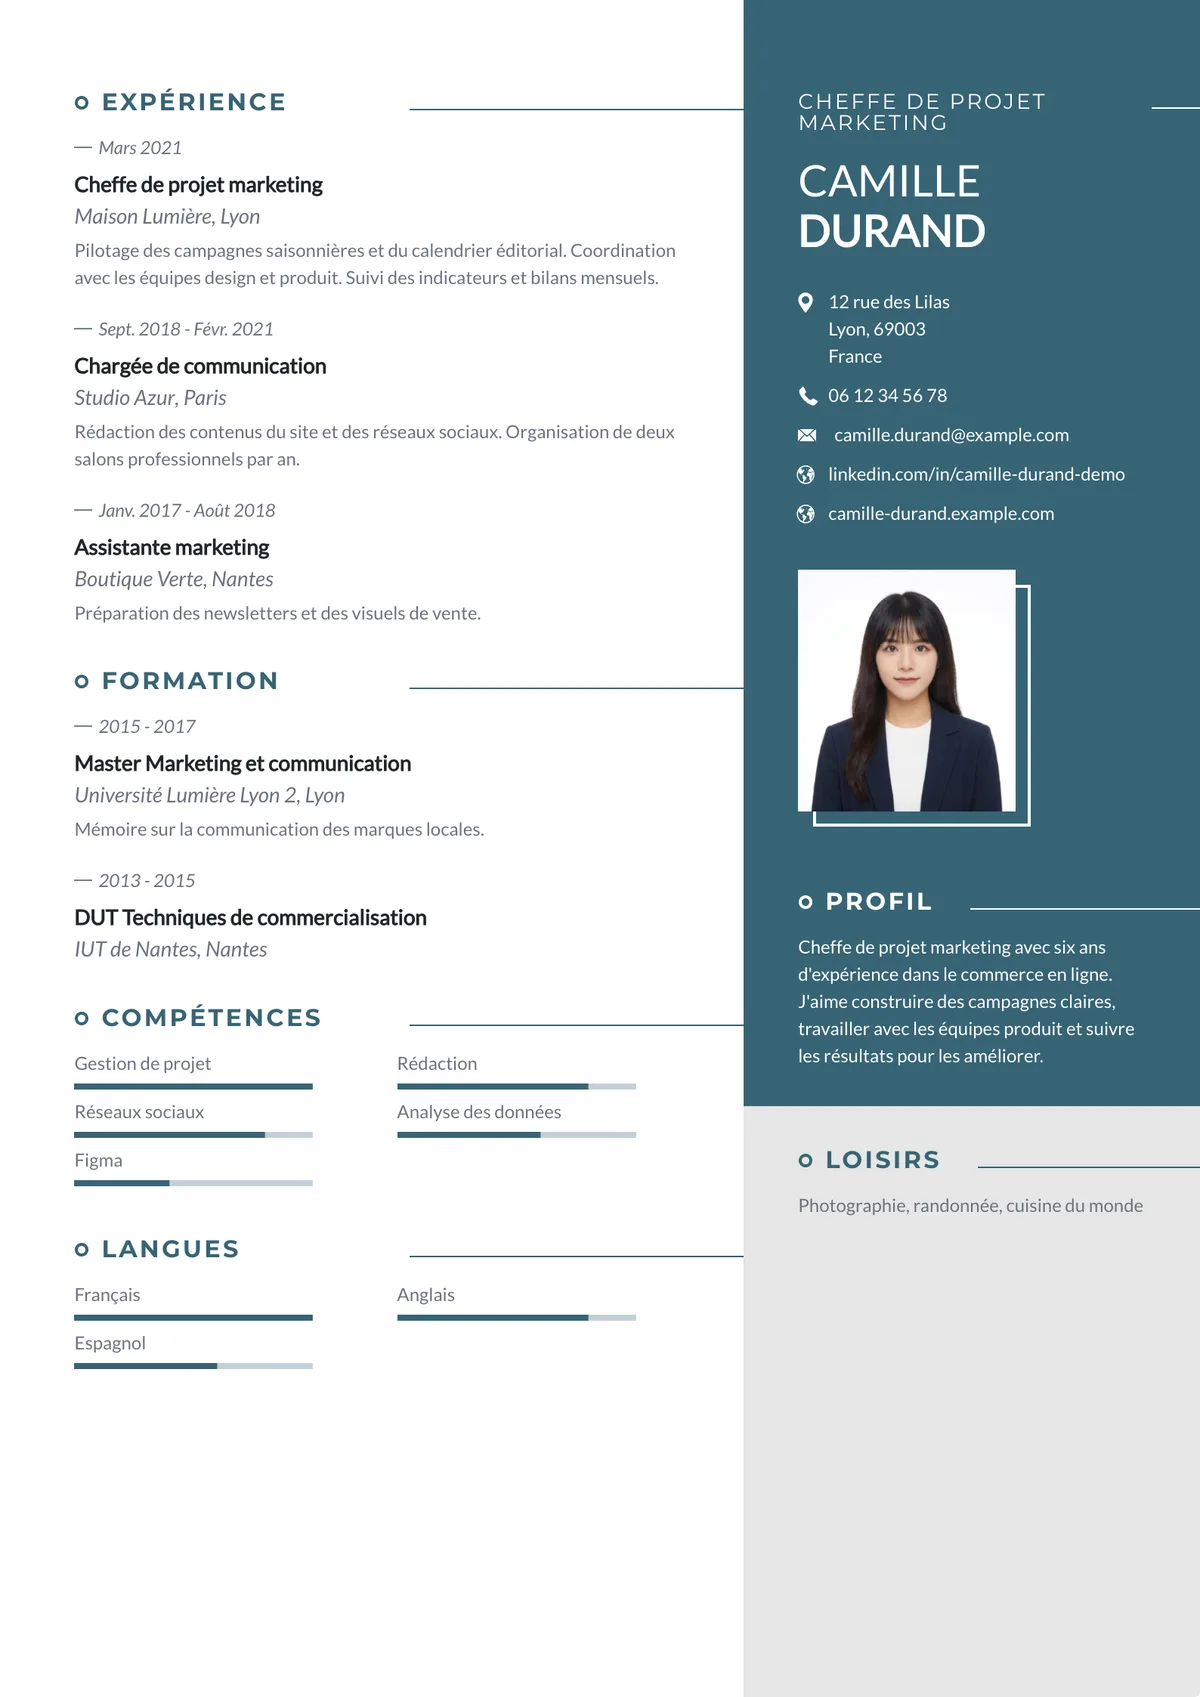 EXPÉRIENCE
— Mars 2021
Cheffe de projet marketing
Maison Lumière, Lyon
Pilotage des campagnes saisonnières et du calendrier éditorial. Coordination
avec les équipes design et produit. Suivi des indicateurs et bilans mensuels.
— Sept. 2018 - Févr. 2021
Chargée de communication
Studio Azur, Paris
Rédaction des contenus du site et des réseaux sociaux. Organisation de deux
salons professionnels par an.
— Janv. 2017 - Août 2018
Assistante marketing
Boutique Verte, Nantes
Préparation des newsletters et des visuels de vente.
FORMATION
— 2015 - 2017
Master Marketing et communication
Université Lumière Lyon 2, Lyon
Mémoire sur la communication des marques locales.
— 2013 - 2015
DUT Techniques de commercialisation
IUT de Nantes, Nantes
COMPÉTENCES
Gestion de projet
Rédaction
Réseaux sociaux
Analyse des données
Figma
LANGUES
Français
Anglais
Espagnol
CHEFFE DE PROJET
MARKETING
CAMILLE
DURAND
12 rue des Lilas
Lyon, 69003
France
06 12 34 56 78
camille.durand@example.com
linkedin.com/in/camille-durand-demo
camille-durand.example.com
PROFIL
Cheffe de projet marketing avec six ans
d'expérience dans le commerce en ligne.
J'aime construire des campagnes claires,
travailler avec les équipes produit et suivre
les résultats pour les améliorer.
LOISIRS
Photographie, randonnée, cuisine du monde